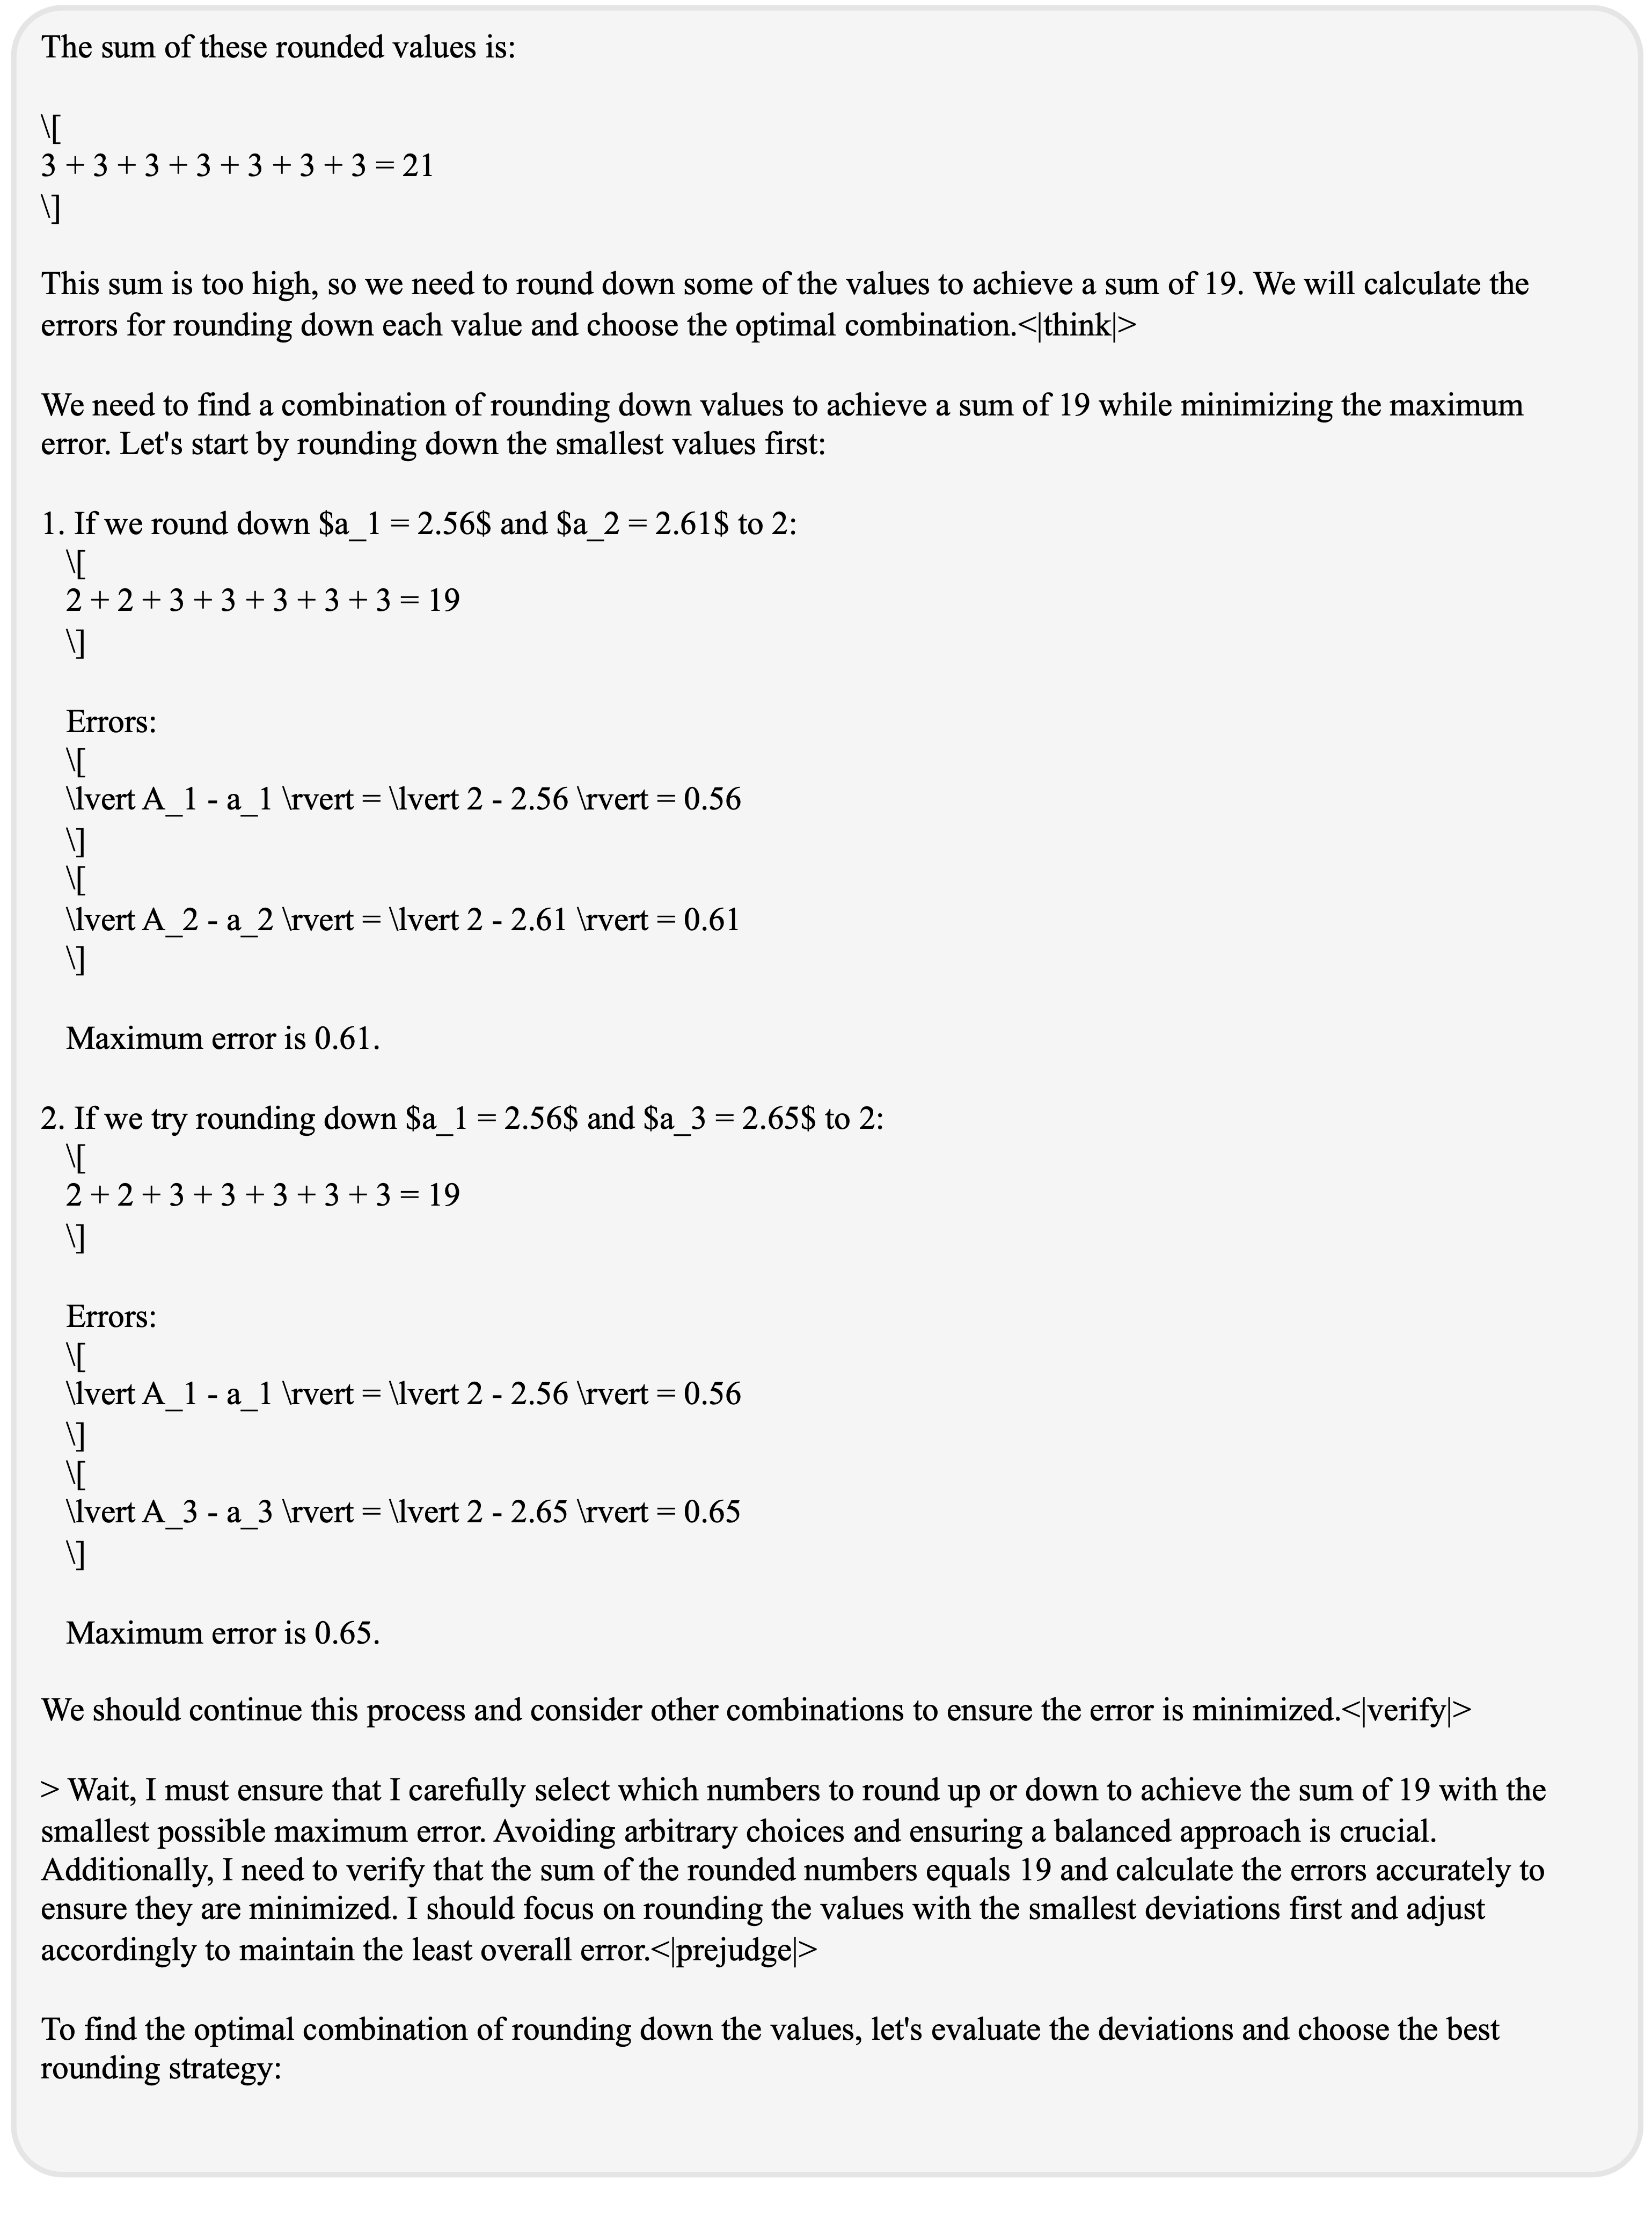 The sum of these rounded values is:
\[
3 + 3 + 3 + 3 + 3 + 3 + 3 = 21
\]
This sum is too high, so we need to round down some of the values to achieve a sum of 19. We will calculate the
errors for rounding down each value and choose the optimal combination.<|think|>
We need to find a combination of rounding down values to achieve a sum of 19 while minimizing the maximum
error. Let's start by rounding down the smallest values first:
1. If we round down $a_1 = 2.56$ and $a_2 = 2.61$ to 2:
\[
2 + 2 + 3 + 3 + 3 + 3 + 3 = 19
\]
Errors:
\[
\lvert A_1 - a_1 \rvert = \lvert 2 - 2.56 \rvert = 0.56
\]
\[
\lvert A_2 - a_2 \rvert = \lvert 2 - 2.61 \rvert = 0.61
\]
Maximum error is 0.61.
2. If we try rounding down $a_1 = 2.56$ and $a_3 = 2.65$ to 2:
\[
2 + 2 + 3 + 3 + 3 + 3 + 3 = 19
\]
Errors:
\[
\lvert A_1 - a_1 \rvert = \lvert 2 - 2.56 \rvert = 0.56
\]
\[
\lvert A_3 - a_3 \rvert = \lvert 2 - 2.65 \rvert = 0.65
\]
Maximum error is 0.65.
We should continue this process and consider other combinations to ensure the error is minimized.<|verify|>
> Wait, I must ensure that I carefully select which numbers to round up or down to achieve the sum of 19 with the
smallest possible maximum error. Avoiding arbitrary choices and ensuring a balanced approach is crucial.
Additionally, I need to verify that the sum of the rounded numbers equals 19 and calculate the errors accurately to
ensure they are minimized. I should focus on rounding the values with the smallest deviations first and adjust
accordingly to maintain the least overall error.<|prejudge|>
To find the optimal combination of rounding down the values, let's evaluate the deviations and choose the best
rounding strategy: